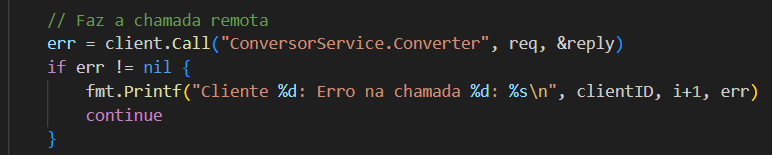 // Faz a chamada remota
err = client.Call("ConversorService.Converter", req, &reply)
if err != nil {
    fmt.Printf("Cliente %d: Erro na chamada %d: %s\n", clientID, i+1, err)
    continue
}